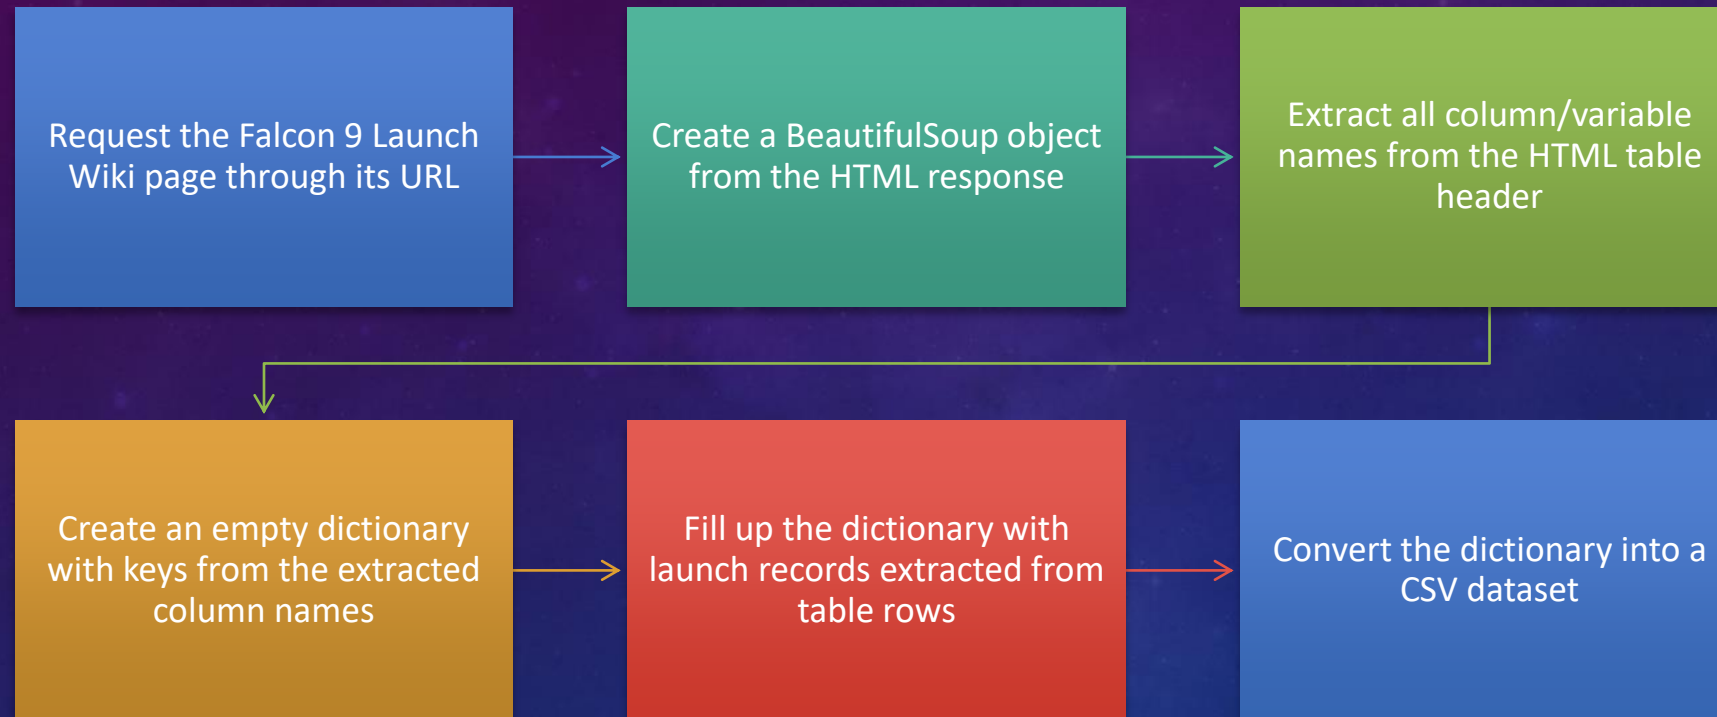 Request the Falcon 9 Launch
Wiki page through its URL
Create a BeautifulSoup object
from the HTML response
Extract all column/variable
names from the HTML table
header
Create an empty dictionary
with keys from the extracted
column names
Fill up the dictionary with
launch records extracted from
table rows
Convert the dictionary into a
CSV dataset